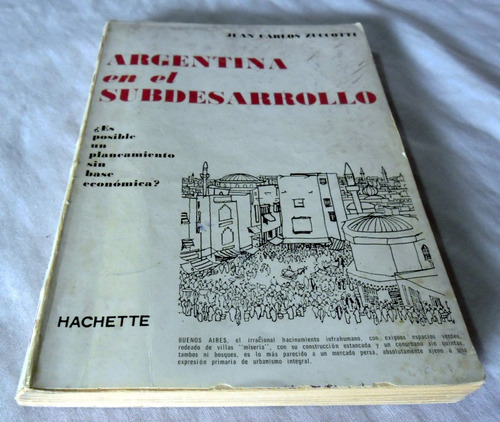 JUAN CARLOS ZUCCOTTI
ARGENTINA
en el
SUBDESARROLLO
¿Es
posible
un
planeamiento
sin
base
económica?
HACHETTE
BUENOS AIRES, el irracional hacinamiento infrahumano, con exiguos espacios verdes,
rodeado de villas "miseria", con su construcción estancada y un conurbano sin quintas,
tambos ni bosques, es lo más parecido a un mercado persa, absolutamente ajeno a una
expresión primaria de urbanismo integral.